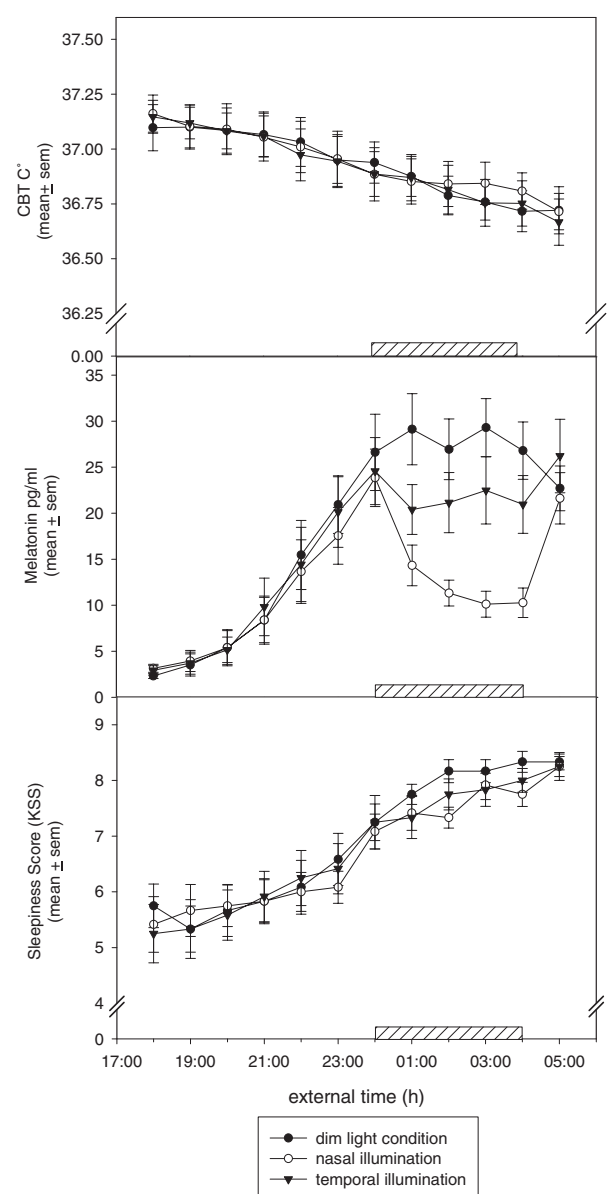 37.50
37.25
37.00
36.75
36.50
36.25
0.00
CBT C°
(mean± sem)
35
30
25
20
15
10
5
0
Melatonin pg/ml
(mean ± sem)
9
8
7
6
5
4
0
Sleepiness Score (KSS)
(mean ± sem)
17:00 19:00 21:00 23:00 01:00 03:00 05:00
external time (h)
dim light condition
nasal illumination
temporal illumination